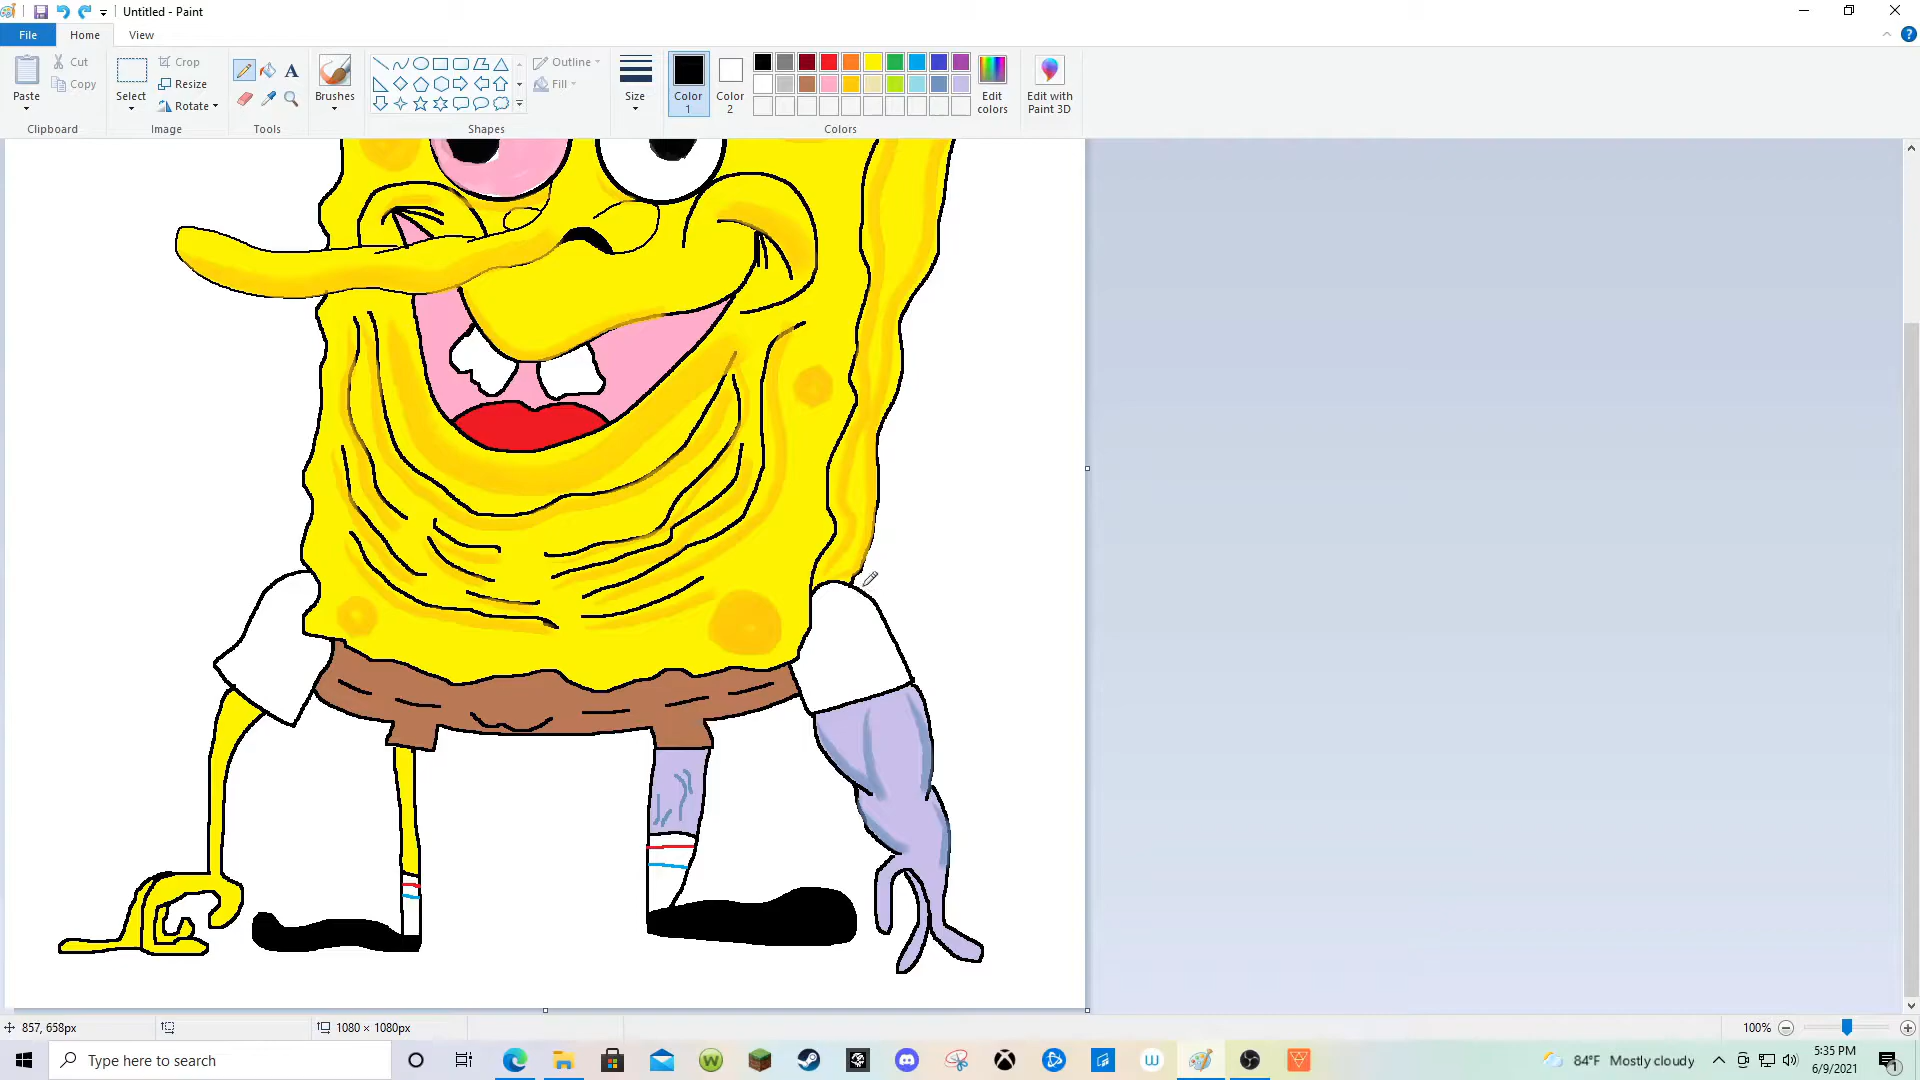 Untitled - Paint
File Home View
Paste
Cut
Copy
Clipboard
Select
Crop
Resize
Rotate
Image
Tools
Brushes
Shapes
Outline
Fill
Size
Color 1
Color 2
Edit colors
Edit with Paint 3D
Colors
857, 658px
1080 × 1080px
100%
Type here to search
84°F Mostly cloudy
5:35 PM
6/9/2021